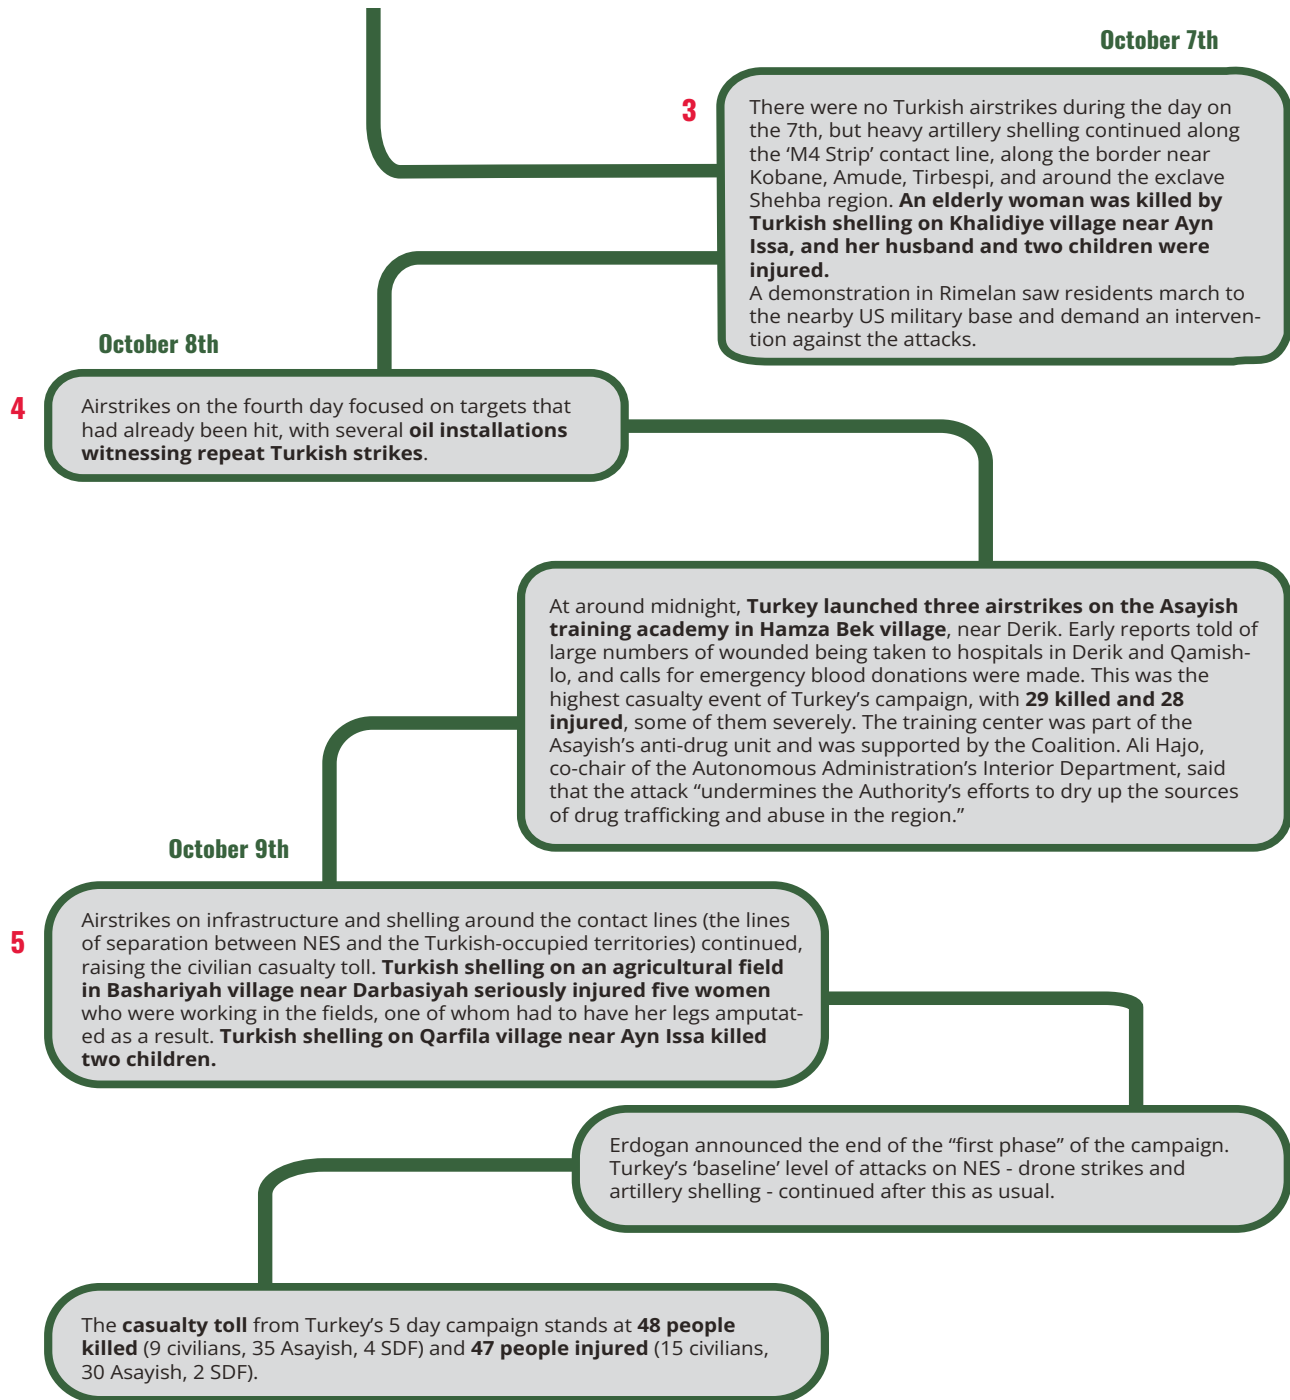 October 7th
3
There were no Turkish airstrikes during the day on
the 7th, but heavy artillery shelling continued along
the ‘M4 Strip’ contact line, along the border near
Kobane, Amude, Tirbespi, and around the exclave
Shehba region. An elderly woman was killed by
Turkish shelling on Khalidiye village near Ayn
Issa, and her husband and two children were
injured.
A demonstration in Rimelan saw residents march to
the nearby US military base and demand an interven-
tion against the attacks.
October 8th
4
Airstrikes on the fourth day focused on targets that
had already been hit, with several oil installations
witnessing repeat Turkish strikes.
At around midnight, Turkey launched three airstrikes on the Asayish
training academy in Hamza Bek village, near Derik. Early reports told of
large numbers of wounded being taken to hospitals in Derik and Qamish-
lo, and calls for emergency blood donations were made. This was the
highest casualty event of Turkey’s campaign, with 29 killed and 28
injured, some of them severely. The training center was part of the
Asayish’s anti-drug unit and was supported by the Coalition. Ali Hajo,
co-chair of the Autonomous Administration’s Interior Department, said
that the attack “undermines the Authority’s efforts to dry up the sources
of drug trafficking and abuse in the region.”
October 9th
5
Airstrikes on infrastructure and shelling around the contact lines (the lines
of separation between NES and the Turkish-occupied territories) continued,
raising the civilian casualty toll. Turkish shelling on an agricultural field
in Bashariyah village near Darbasiyah seriously injured five women
who were working in the fields, one of whom had to have her legs amputat-
ed as a result. Turkish shelling on Qarfila village near Ayn Issa killed
two children.
Erdogan announced the end of the “first phase” of the campaign.
Turkey’s ‘baseline’ level of attacks on NES - drone strikes and
artillery shelling - continued after this as usual.
The casualty toll from Turkey’s 5 day campaign stands at 48 people
killed (9 civilians, 35 Asayish, 4 SDF) and 47 people injured (15 civilians,
30 Asayish, 2 SDF).